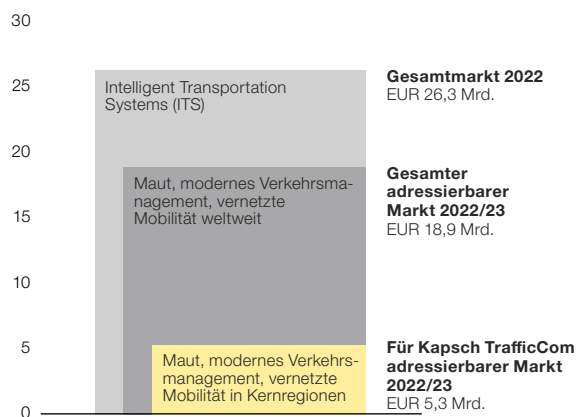 30
25
20
15
10
5
0
Intelligent Transportation
Systems (ITS)
Gesamtmarkt 2022
EUR 26,3 Mrd.
Maut, modernes Verkehrsma-
nagement, vernetzte
Mobilität weltweit
Gesamter
adressierbarer
Markt 2022/23
EUR 18,9 Mrd.
Maut, modernes Verkehrs-
management, vernetzte
Mobilität in Kernregionen
Für Kapsch TrafficCom
adressierbarer Markt
2022/23
EUR 5,3 Mrd.